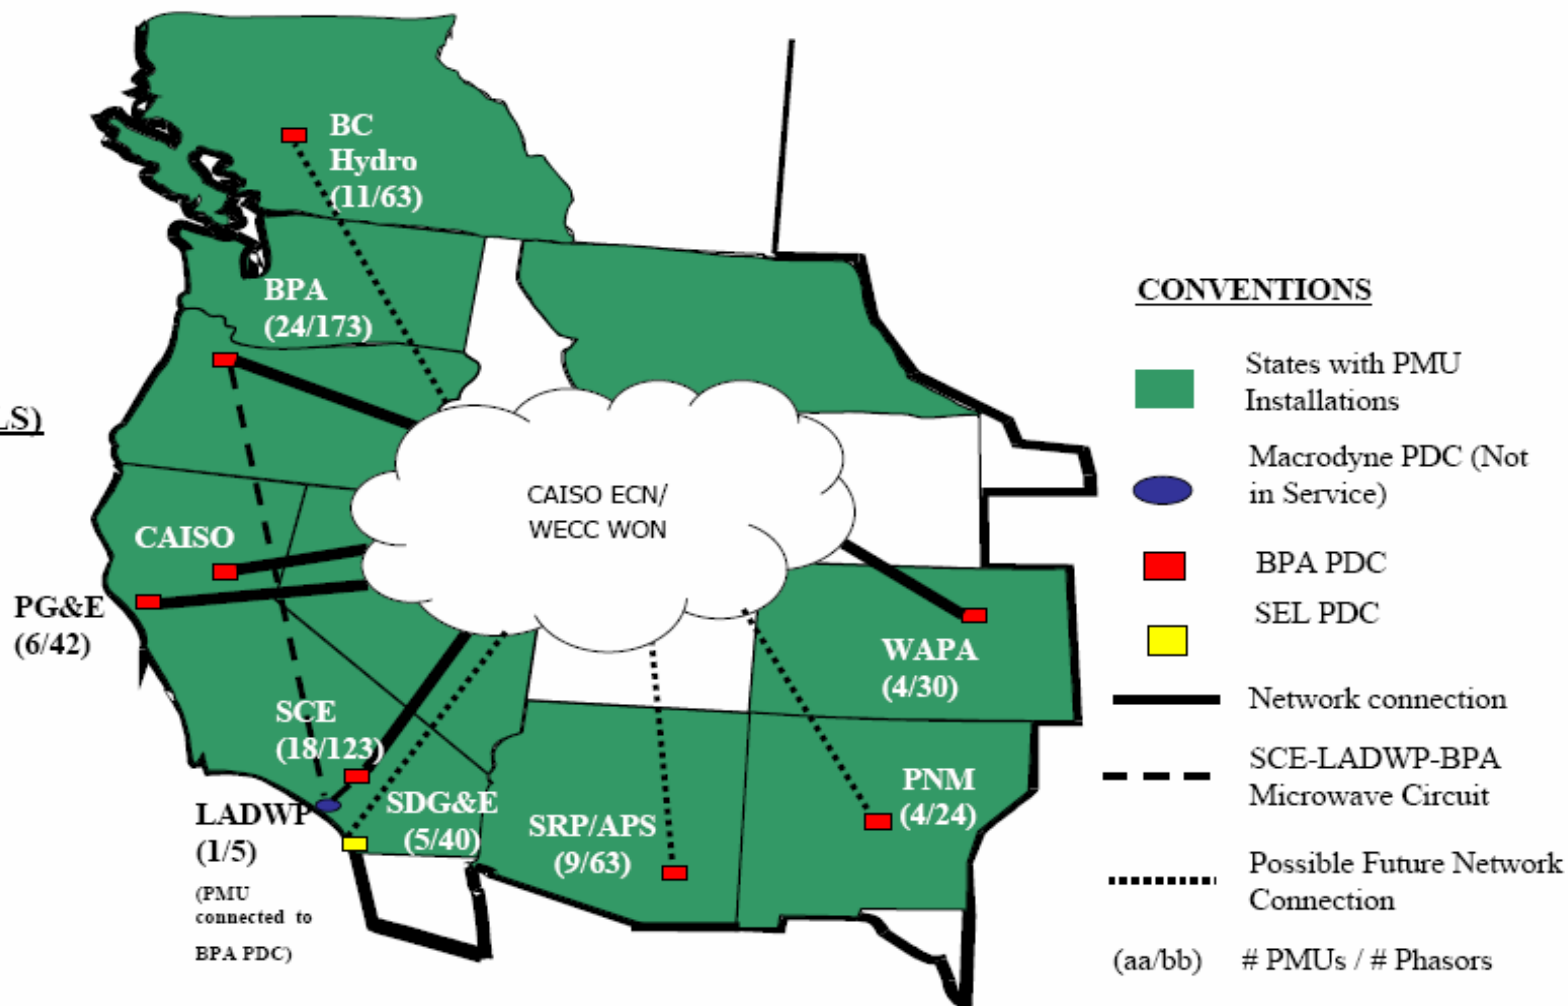 BC
Hydro
(11/63)
BPA
(24/173)
LS)
CAISO ECN/
WECC WON
CAISO
PG&E
(6/42)
WAPA
(4/30)
SCE
(18/123)
LADWP
(1/5)
(PMU
connected to
BPA PDC)
SDG&E
(5/40)
SRP/APS
(9/63)
PNM
(4/24)
CONVENTIONS
States with PMU
Installations
Macrodyne PDC (Not
in Service)
BPA PDC
SEL PDC
Network connection
SCE-LADWP-BPA
Microwave Circuit
Possible Future Network
Connection
(aa/bb) # PMUs / # Phasors